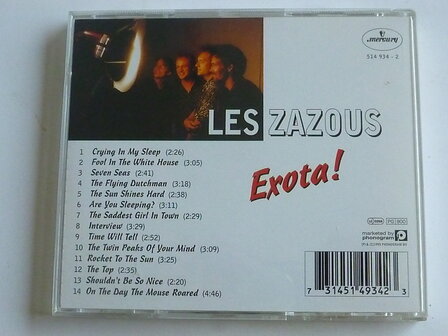 mercury
514 934 - 2
LES ZAZOUS
Exota!
1 Crying In My Sleep (2:26)
2 Fool In The White House (3:05)
3 Seven Seas (2:41)
4 The Flying Dutchman (3:18)
5 The Sun Shines Hard (2:38)
6 Are You Sleeping? (3:11)
7 The Saddest Girl In Town (2:29)
8 Interview (3:39)
9 Time Will Tell (2:52)
10 The Twin Peaks Of Your Mind (3:09)
11 Rocket To The Sun (3:25)
12 The Top (2:35)
13 Shouldn't Be So Nice (2:20)
14 On The Day The Mouse Roared (4:46)
PG 900
marketed by
phonogram
7 31451 49342 3